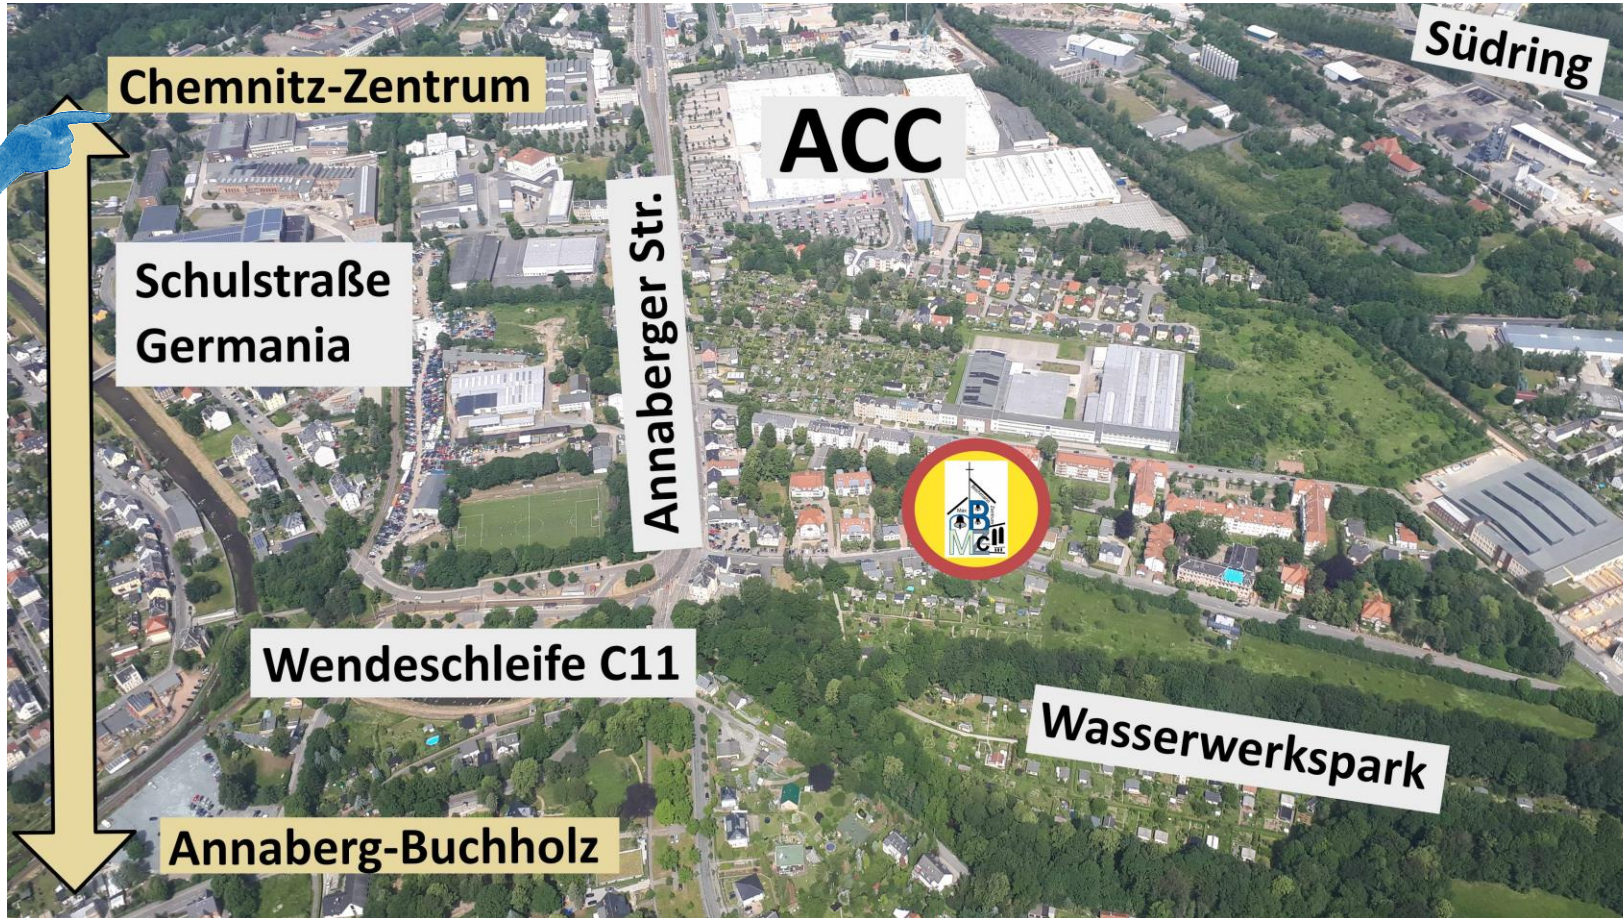 Südring
Chemnitz-Zentrum
ACC
Annaberger Str.
Schulstraße
Germania
Wendeschleife C11
Wasserwerkspark
Annaberg-Buchholz